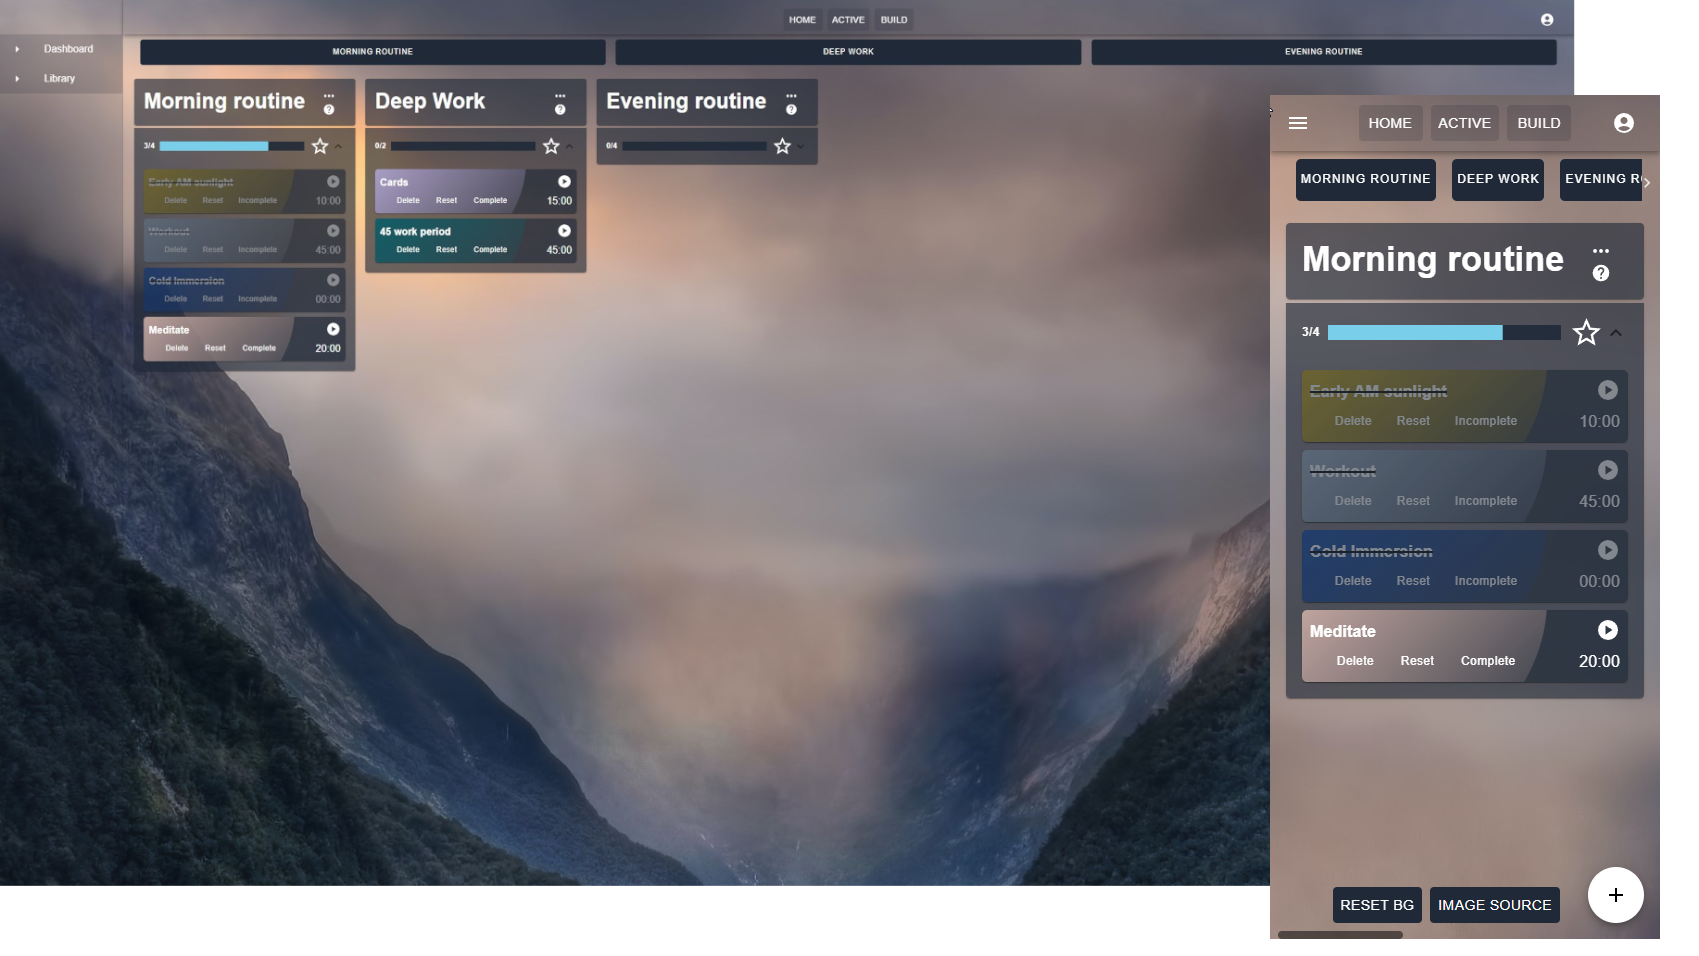 HOME ACTIVE BUILD
Dashboard
Library
MORNING ROUTINE DEEP WORK EVENING ROUTINE
Morning routine
3/4
Early AM sunlight
Delete Reset Incomplete 10:00
Workout
Delete Reset Incomplete 45:00
Cold Immersion
Delete Reset Incomplete 00:00
Meditate
Delete Reset Complete 20:00
Deep Work
0/2
Cards
Delete Reset Complete 15:00
45 work period
Delete Reset Complete 45:00
Evening routine
0/4
HOME ACTIVE BUILD
MORNING ROUTINE DEEP WORK EVENING R
Morning routine
3/4
Early AM sunlight
Delete Reset Incomplete 10:00
Workout
Delete Reset Incomplete 45:00
Cold Immersion
Delete Reset Incomplete 00:00
Meditate
Delete Reset Complete 20:00
RESET BG IMAGE SOURCE